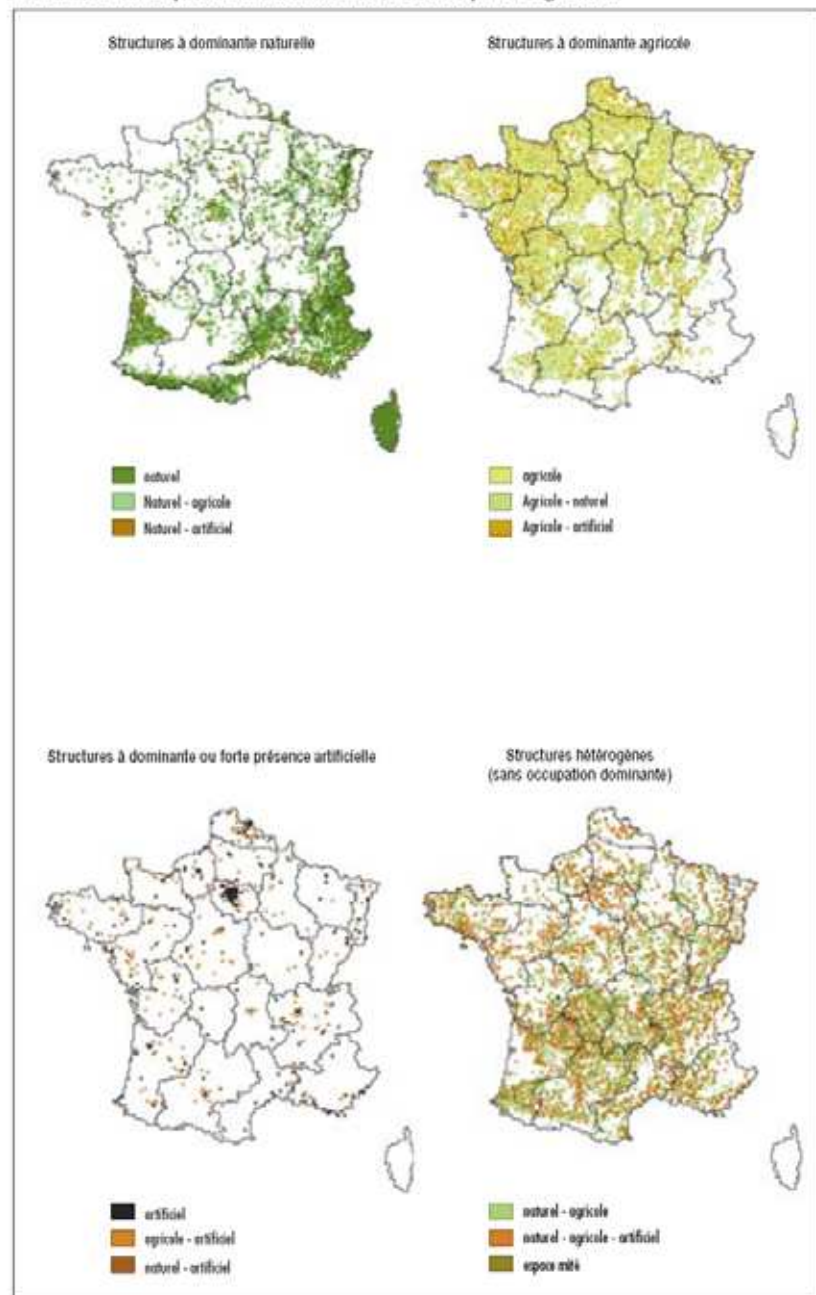 Structures à dominante naturelle
Structures à dominante agricole
naturel
Naturel - agricole
Naturel - artificiel
agricole
Agricole - naturel
Agricole - artificiel
Structures à dominante ou forte présence artificielle
Structures hétérogènes
(sans occupation dominante)
artificiel
agricole - artificiel
naturel - artificiel
naturel - agricole
naturel - agricole - artificiel
espace mité